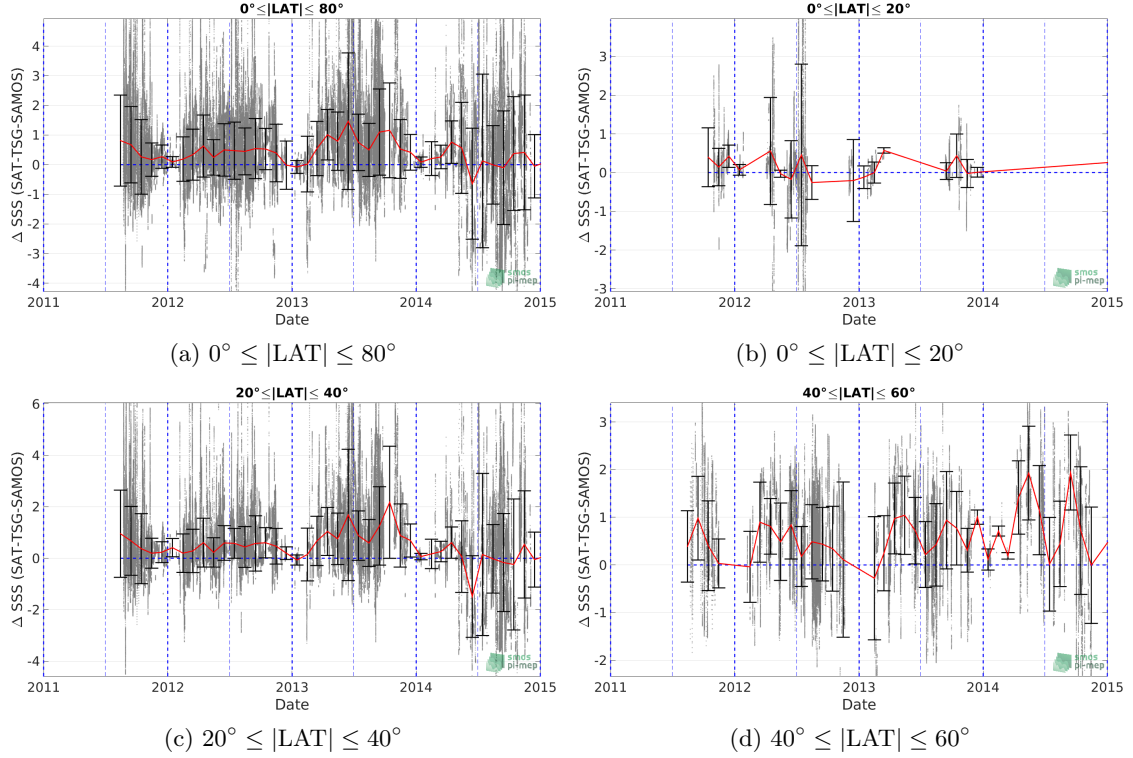 0°≤|LAT|≤ 80°
Δ SSS (SAT-TSG-SAMOS)
4
3
2
1
0
-1
-2
-3
-4
2011 2012 2013 2014 2015
Date
smos
pi-mep
(a) 0° ≤ |LAT| ≤ 80°
0°≤|LAT|≤ 20°
Δ SSS (SAT-TSG-SAMOS)
3
2
1
0
-1
-2
-3
2011 2012 2013 2014 2015
Date
smos
pi-mep
(b) 0° ≤ |LAT| ≤ 20°
20°≤|LAT|≤ 40°
Δ SSS (SAT-TSG-SAMOS)
6
4
2
0
-2
-4
2011 2012 2013 2014 2015
Date
smos
pi-mep
(c) 20° ≤ |LAT| ≤ 40°
40°≤|LAT|≤ 60°
Δ SSS (SAT-TSG-SAMOS)
3
2
1
0
-1
-2
2011 2012 2013 2014 2015
Date
smos
pi-mep
(d) 40° ≤ |LAT| ≤ 60°